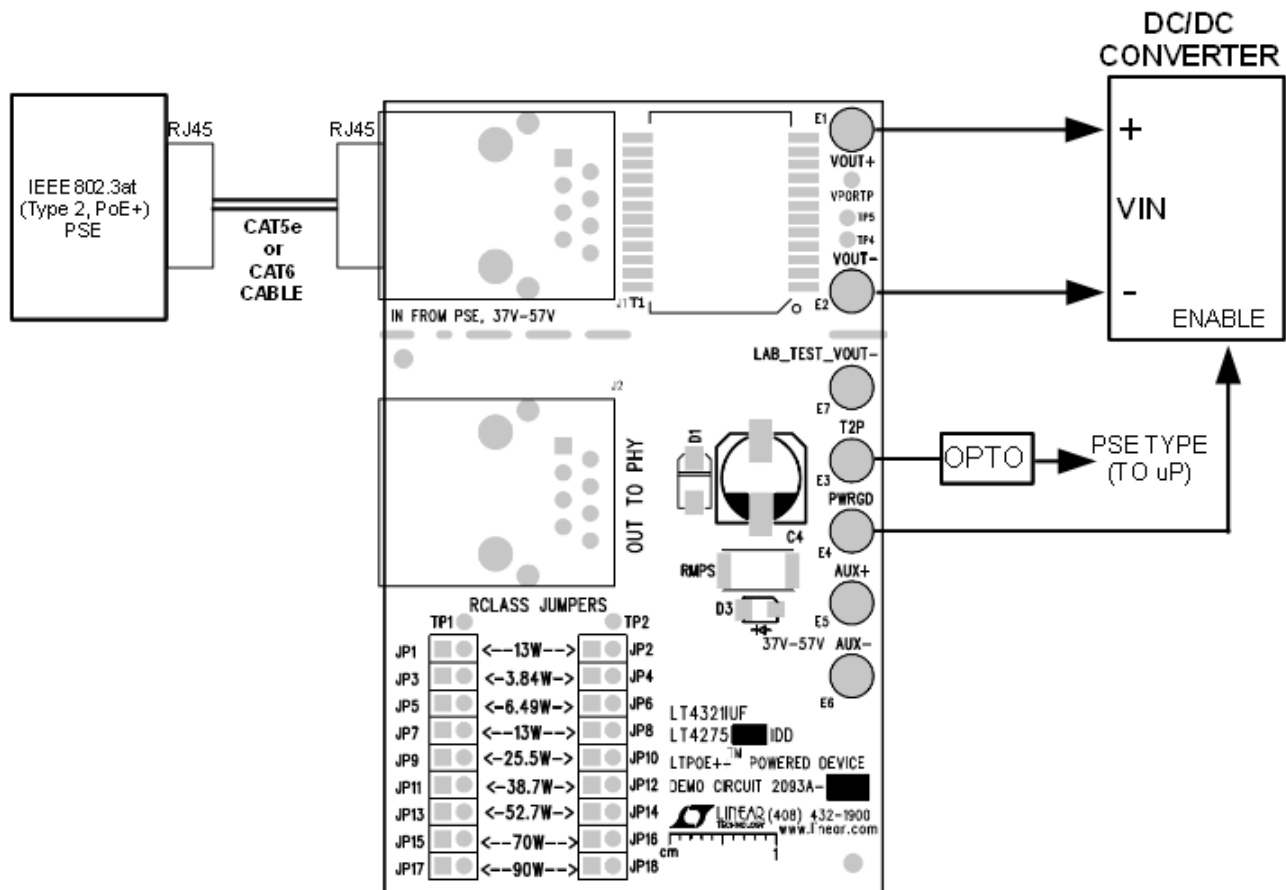 DC/DC
CONVERTER
IEEE802.3at
(Type 2, PoE+)
PSE
RJ45
CAT5e
or
CAT6
CABLE
RJ45
IN FROM PSE, 37V-57V
J1
T1
E1
VOUT+
VPORTP
TP5
TP4
VOUT-
E2
+
VIN
-
ENABLE
LAB_TEST_VOUT-
E7
J2
OUT TO PHY
D1
C4
T2P
E3
OPTO
PSE TYPE
(TO uP)
PWRGD
E4
RMPS
D3
AUX+
E5
37V-57V
AUX-
E6
RCLASS JUMPERS
TP1
TP2
JP1 <--13W--> JP2
JP3 <-3.84W-> JP4
JP5 <-6.49W-> JP6
JP7 <--13W--> JP8
JP9 <-25.5W-> JP10
JP11 <-38.7W-> JP12
JP13 <-52.7W-> JP14
JP15 <--70W--> JP16
JP17 <--90W--> JP18
LT4321IUF
LT4275 IDD
LTPOE+-™ POWERED DEVICE
DEMO CIRCUIT 2093A-
LINEAR (408) 432-1900
TECHNOLOGY www.linear.com
cm 1